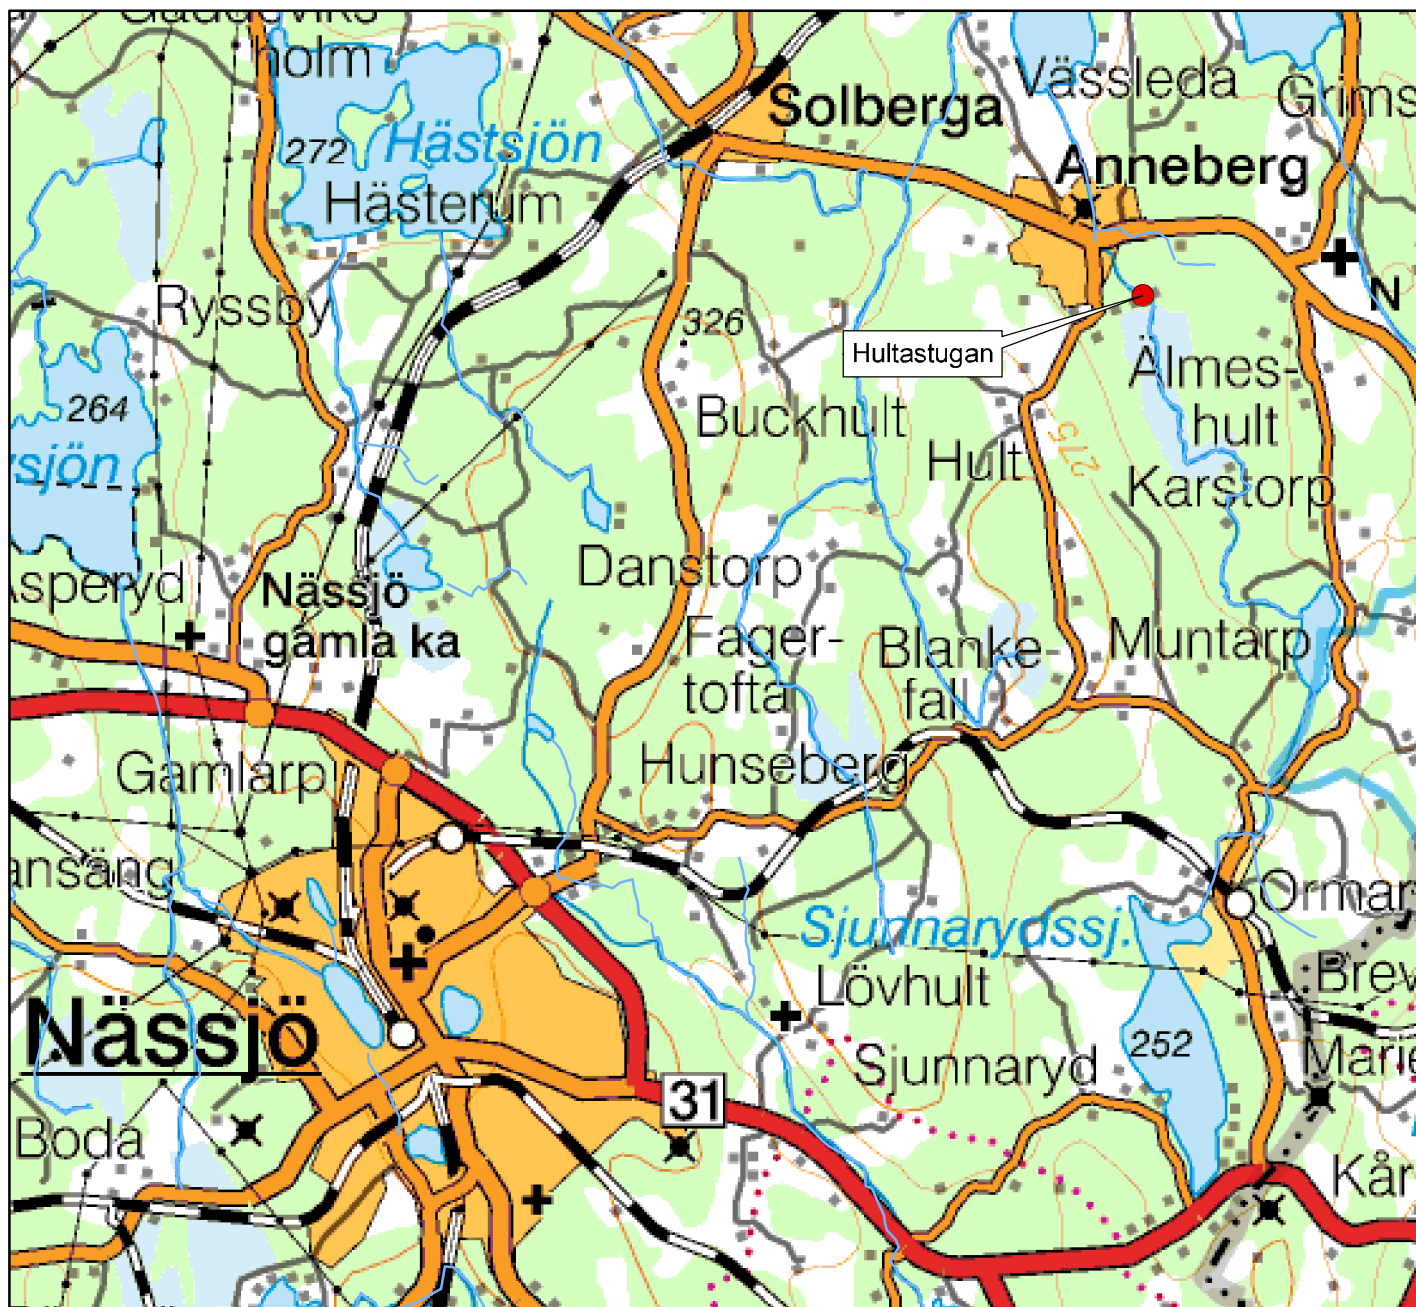 holm
Vässleda
Solberga
Grims
272
Hästsjön
Anneberg
Hästerum
Ryssby
N
326
Hultastugan
Älmes-
hult
264
Buckhult
275
sjön
Hult
Karstorp
Danstorp
Asperyd
Nässjö
gamla ka
Fager-
tofta
Blanke-
fall
Muntarp
Gamlarp
Hunseberg
ansäng
Ormar
Sjunnarydssj.
Lövhult
Brev
Nässjö
252
Sjunnaryd
Marie
31
Boda
Kår